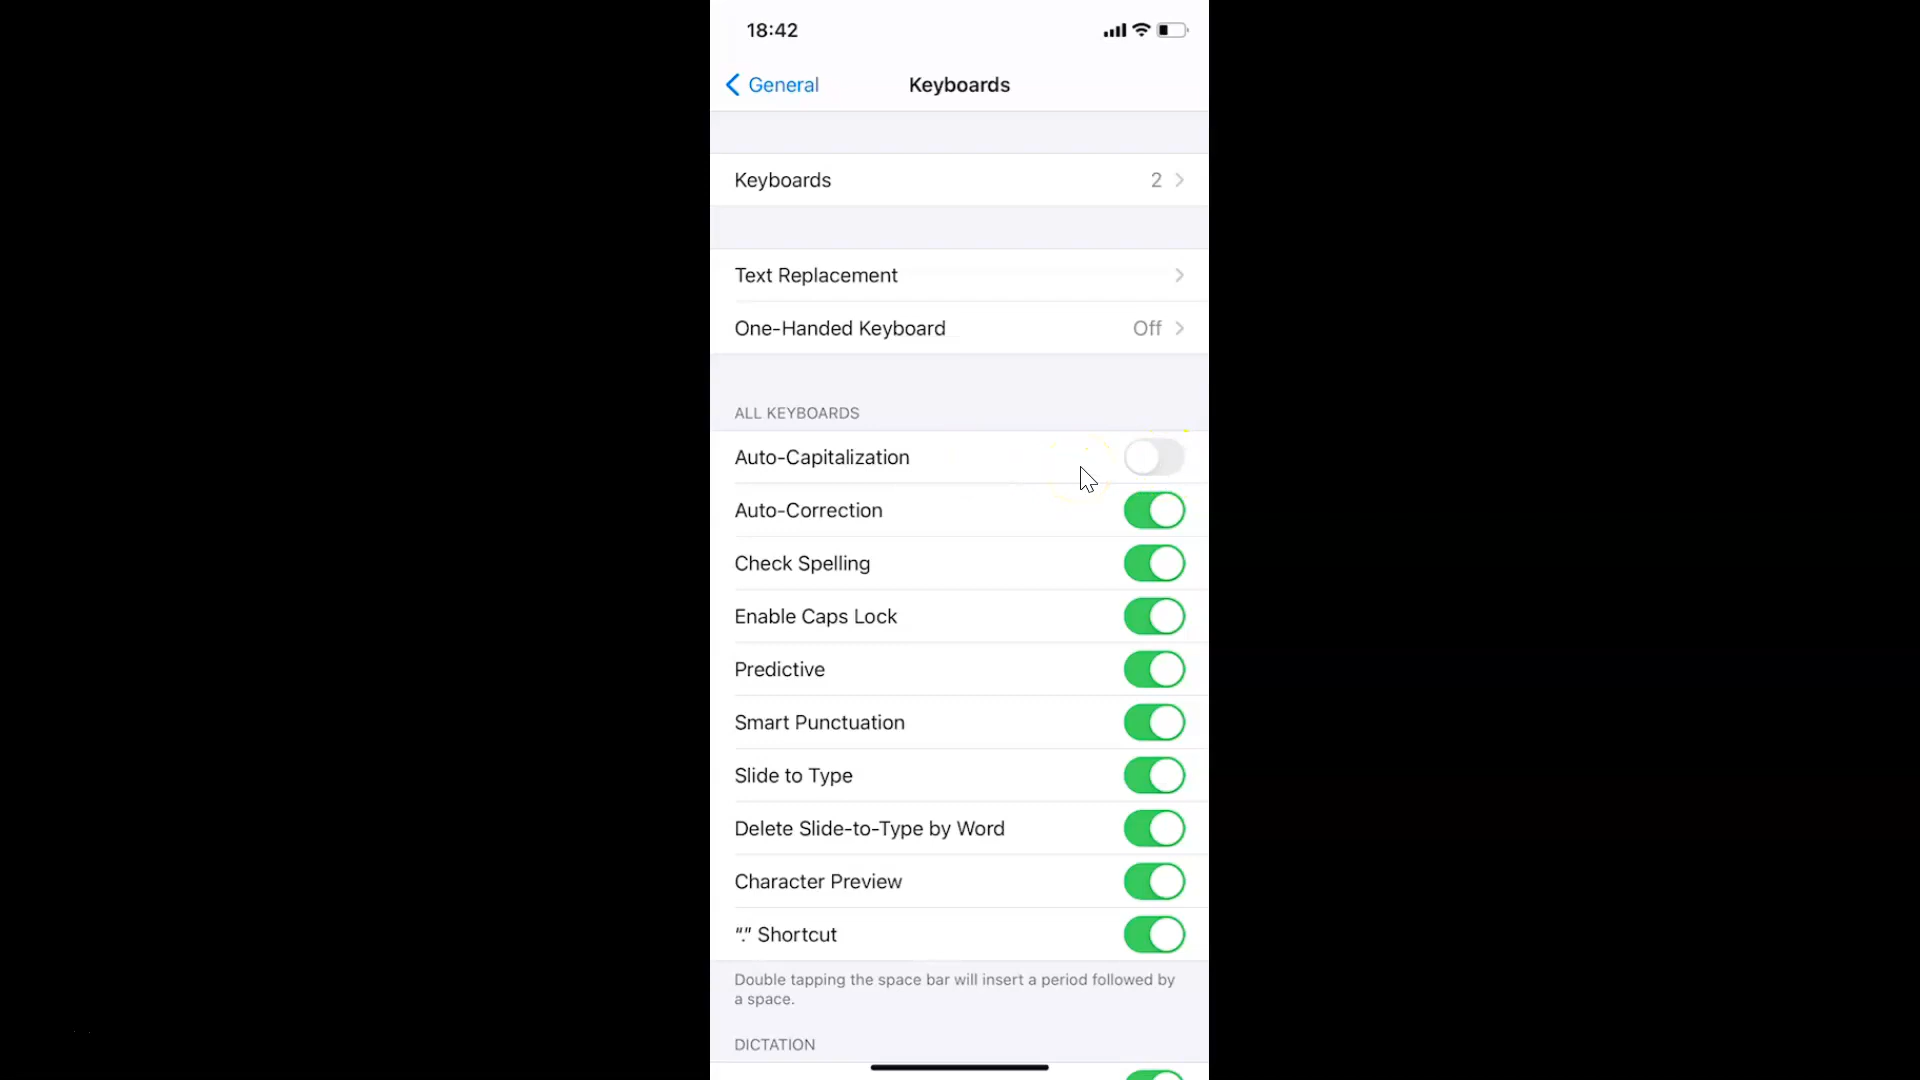 18:42
General
Keyboards
Keyboards 2
Text Replacement
One-Handed Keyboard Off
ALL KEYBOARDS
Auto-Capitalization
Auto-Correction
Check Spelling
Enable Caps Lock
Predictive
Smart Punctuation
Slide to Type
Delete Slide-to-Type by Word
Character Preview
“.” Shortcut
Double tapping the space bar will insert a period followed by
a space.
DICTATION